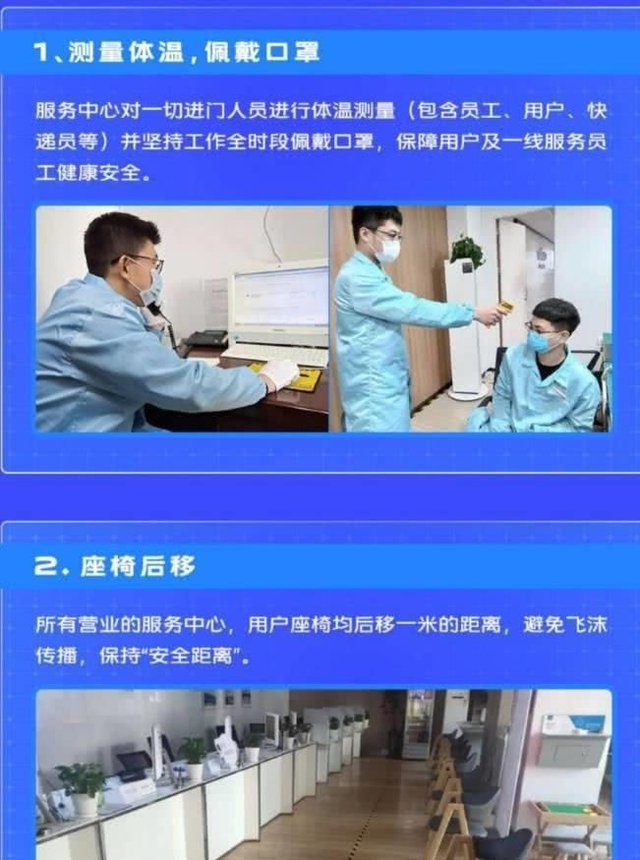 1、测量体温，佩戴口罩
服务中心对一切进门人员进行体温测量（包含员工、用户、快
递员等）并坚持工作全时段佩戴口罩，保障用户及一线服务员
工健康安全。
2. 座椅后移
所有营业的服务中心，用户座椅均后移一米的距离，避免飞沫
传播，保持“安全距离”。